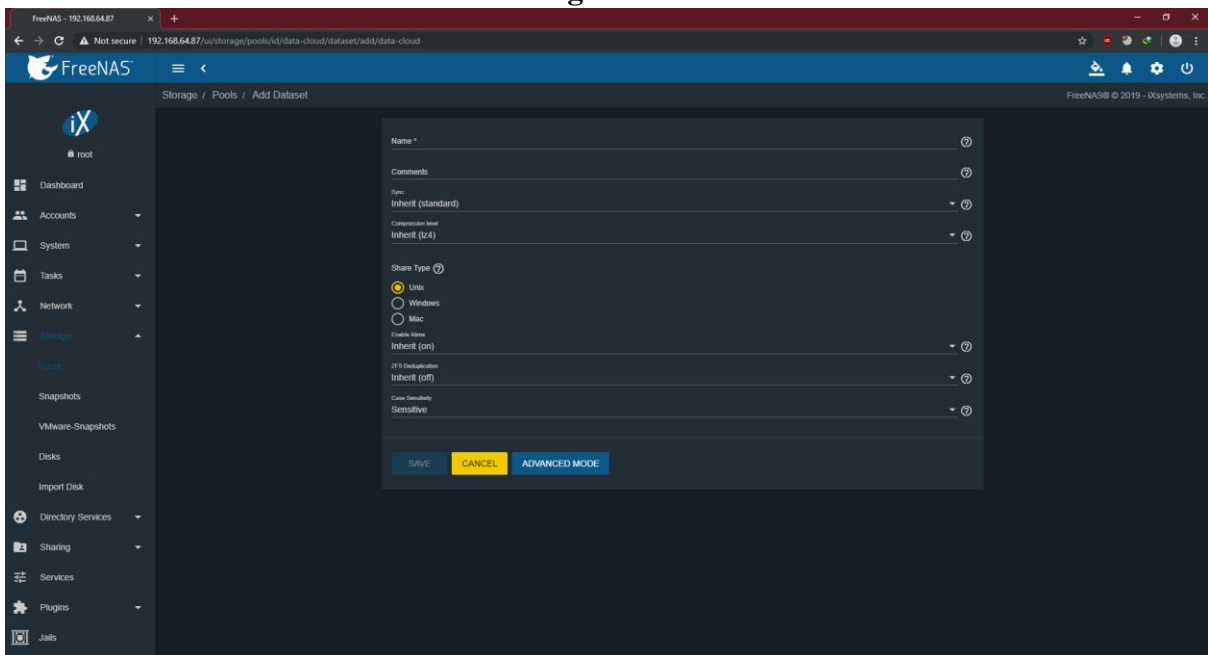 FreeNAS - 192.168.64.87
Not secure 192.168.64.87/ui/storage/pools/id/data-cloud/dataset/add/data-cloud
FreeNAS
Storage / Pools / Add Dataset
FreeNAS® © 2019 - iXsystems, Inc.
iX
root
Dashboard
Accounts
System
Tasks
Network
Storage
Pools
Snapshots
VMware-Snapshots
Disks
Import Disk
Directory Services
Sharing
Services
Plugins
Jails
Name *
Comments
Sync
Inherit (standard)
Compression level
Inherit (lz4)
Share Type
Unix
Windows
Mac
Enable Atime
Inherit (on)
ZFS Deduplication
Inherit (off)
Case Sensitivity
Sensitive
SAVE CANCEL ADVANCED MODE